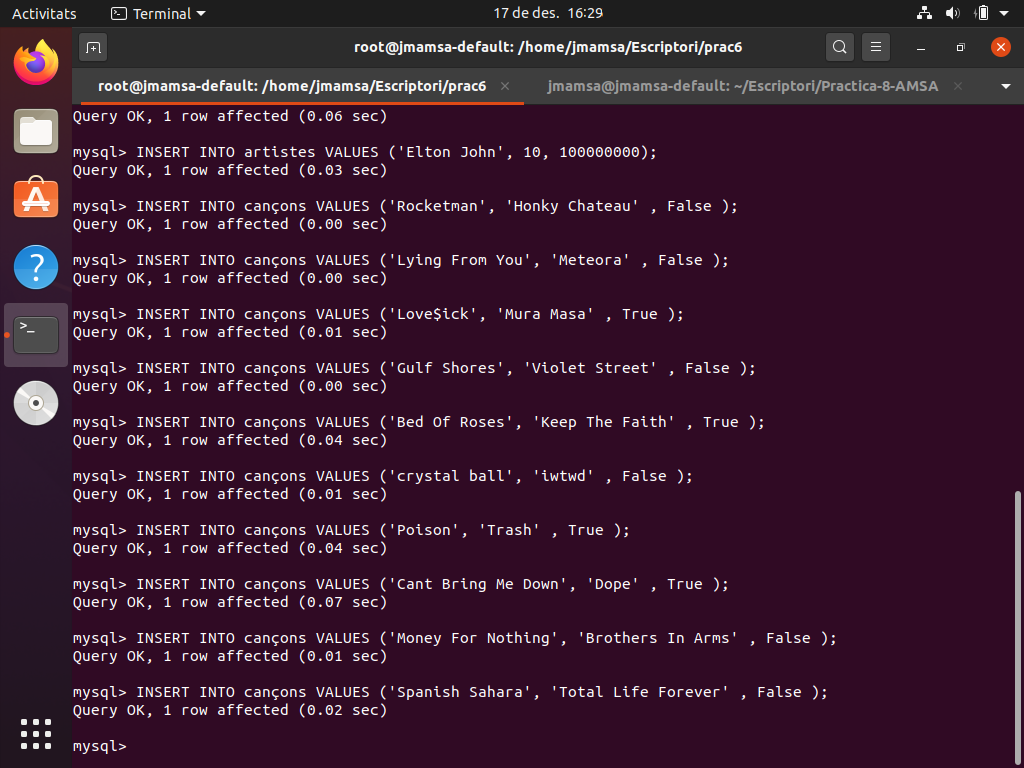 Activitats
Terminal
17 de des. 16:29
root@jmamsa-default: /home/jmamsa/Escriptori/prac6
root@jmamsa-default: /home/jmamsa/Escriptori/prac6
jmamsa@jmamsa-default: ~/Escriptori/Practica-8-AMSA
Query OK, 1 row affected (0.06 sec)
mysql> INSERT INTO artistes VALUES ('Elton John', 10, 100000000);
Query OK, 1 row affected (0.03 sec)
mysql> INSERT INTO cançons VALUES ('Rocketman', 'Honky Chateau' , False );
Query OK, 1 row affected (0.00 sec)
mysql> INSERT INTO cançons VALUES ('Lying From You', 'Meteora' , False );
Query OK, 1 row affected (0.00 sec)
mysql> INSERT INTO cançons VALUES ('Love$ick', 'Mura Masa' , True );
Query OK, 1 row affected (0.01 sec)
mysql> INSERT INTO cançons VALUES ('Gulf Shores', 'Violet Street' , False );
Query OK, 1 row affected (0.00 sec)
mysql> INSERT INTO cançons VALUES ('Bed Of Roses', 'Keep The Faith' , True );
Query OK, 1 row affected (0.04 sec)
mysql> INSERT INTO cançons VALUES ('crystal ball', 'iwtwd' , False );
Query OK, 1 row affected (0.01 sec)
mysql> INSERT INTO cançons VALUES ('Poison', 'Trash' , True );
Query OK, 1 row affected (0.04 sec)
mysql> INSERT INTO cançons VALUES ('Cant Bring Me Down', 'Dope' , True );
Query OK, 1 row affected (0.07 sec)
mysql> INSERT INTO cançons VALUES ('Money For Nothing', 'Brothers In Arms' , False );
Query OK, 1 row affected (0.01 sec)
mysql> INSERT INTO cançons VALUES ('Spanish Sahara', 'Total Life Forever' , False );
Query OK, 1 row affected (0.02 sec)
mysql>